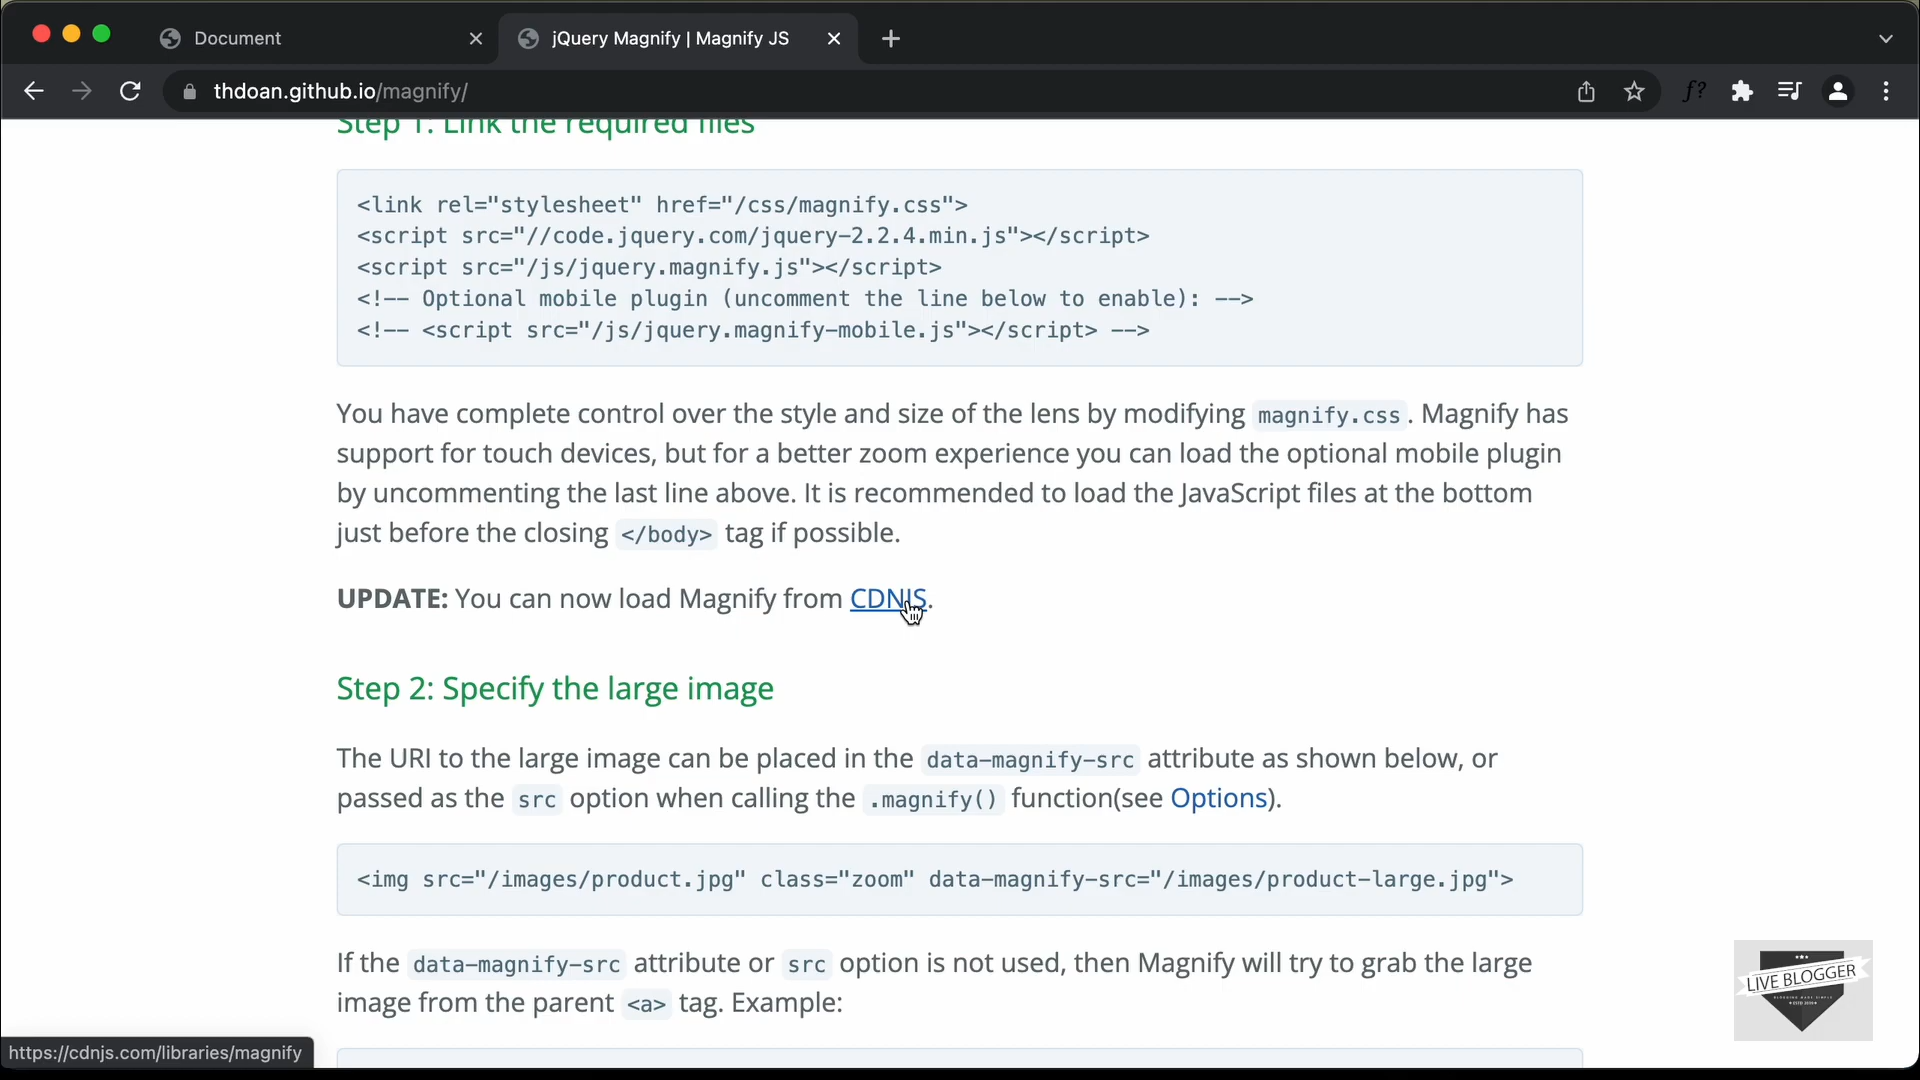 Document
jQuery Magnify | Magnify JS
thdoan.github.io/magnify/
f?
Step 1: Link the required files
<link rel="stylesheet" href="/css/magnify.css">
<script src="//code.jquery.com/jquery-2.2.4.min.js"></script>
<script src="/js/jquery.magnify.js"></script>
<!-- Optional mobile plugin (uncomment the line below to enable): -->
<!-- <script src="/js/jquery.magnify-mobile.js"></script> -->
You have complete control over the style and size of the lens by modifying magnify.css. Magnify has
support for touch devices, but for a better zoom experience you can load the optional mobile plugin
by uncommenting the last line above. It is recommended to load the JavaScript files at the bottom
just before the closing </body> tag if possible.
UPDATE: You can now load Magnify from CDNJS.
Step 2: Specify the large image
The URI to the large image can be placed in the data-magnify-src attribute as shown below, or
passed as the src option when calling the .magnify() function(see Options).
<img src="/images/product.jpg" class="zoom" data-magnify-src="/images/product-large.jpg">
If the data-magnify-src attribute or src option is not used, then Magnify will try to grab the large
image from the parent <a> tag. Example:
LIVE BLOGGER
https://cdnjs.com/libraries/magnify